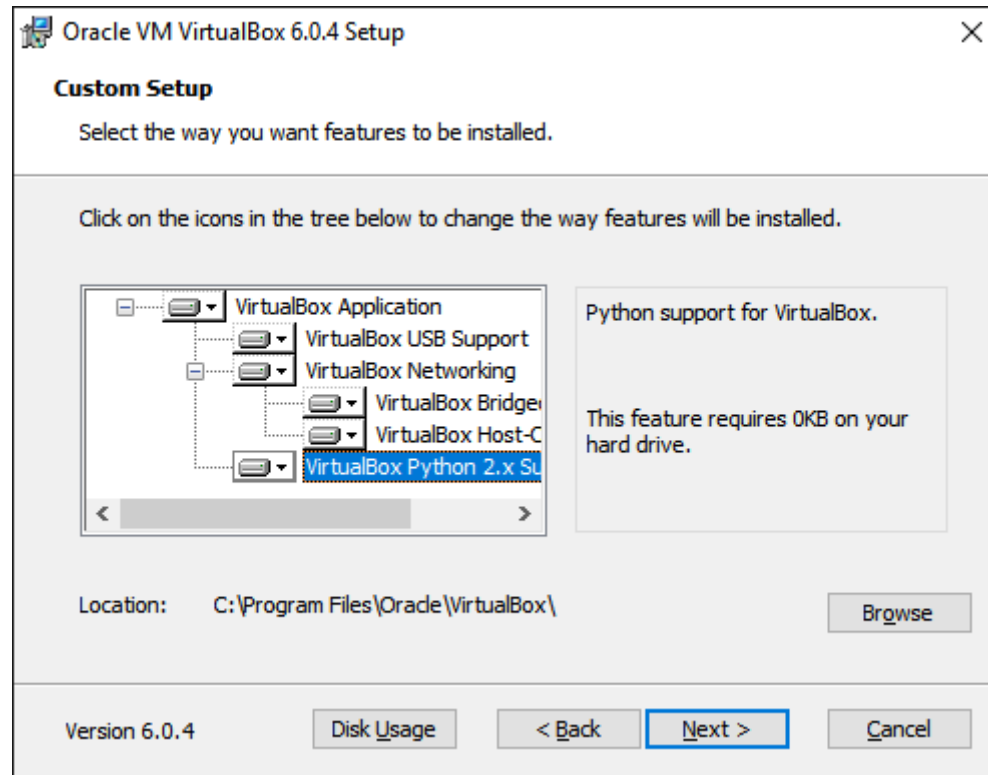 Oracle VM VirtualBox 6.0.4 Setup
Custom Setup
Select the way you want features to be installed.
Click on the icons in the tree below to change the way features will be installed.
VirtualBox Application
VirtualBox USB Support
VirtualBox Networking
VirtualBox Bridge
VirtualBox Host-
VirtualBox Python 2.x Su
Python support for VirtualBox.
This feature requires 0KB on your
hard drive.
Location: C:\Program Files\Oracle\VirtualBox\
Browse
Version 6.0.4 Disk Usage < Back Next > Cancel